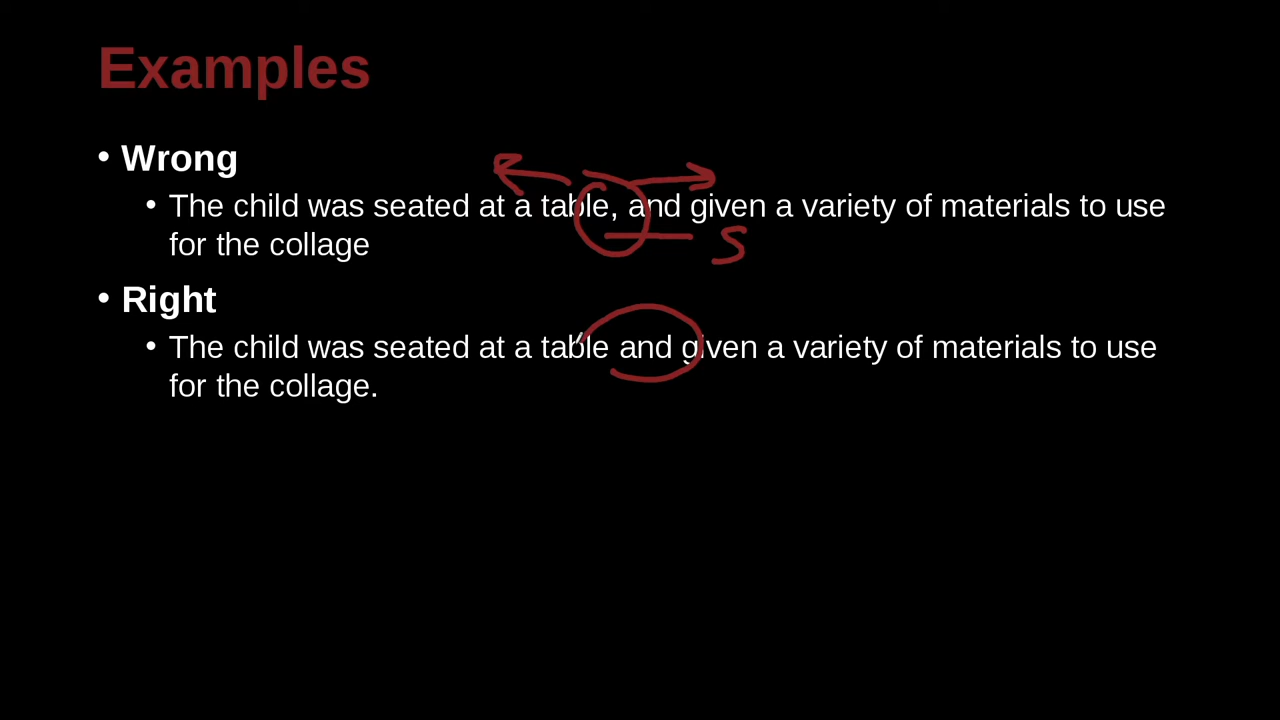 Examples
• Wrong
• The child was seated at a table, and given a variety of materials to use
for the collage
S
• Right
• The child was seated at a table and given a variety of materials to use
for the collage.